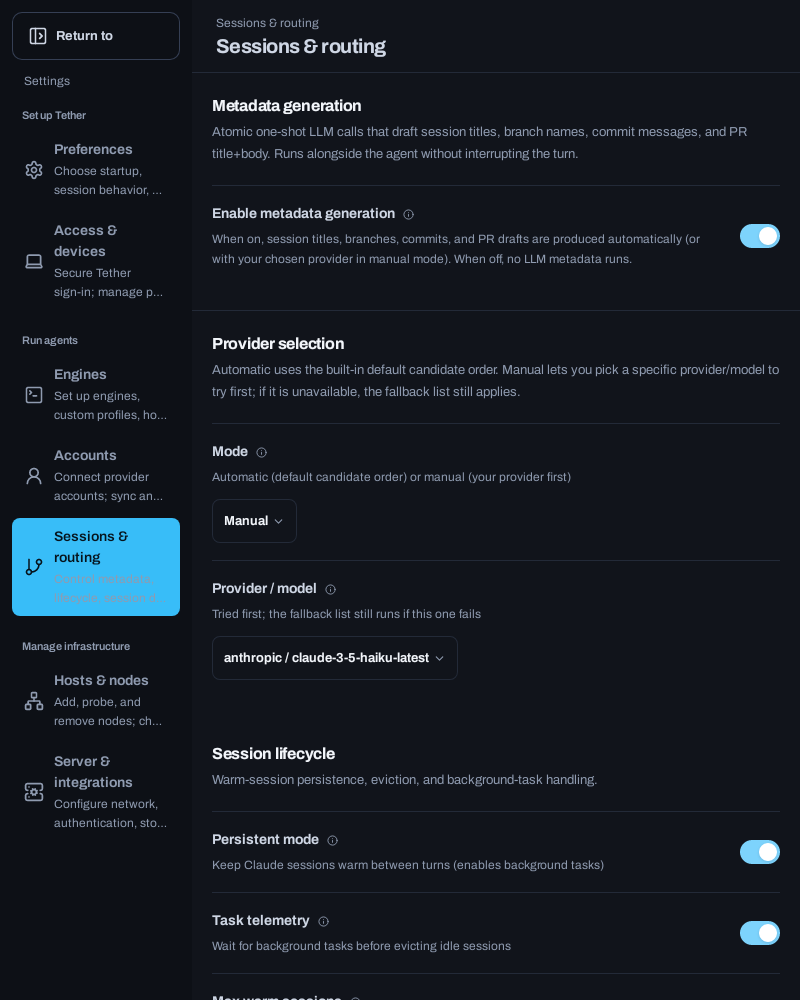 Return to
Settings
Set up Tether
Preferences
Choose startup,
session behavior, ...
Access &
devices
Secure Tether
sign-in; manage p...
Run agents
Engines
Set up engines,
custom profiles, ho...
Accounts
Connect provider
accounts; sync an...
Sessions &
routing
Manage infrastructure
Hosts & nodes
Add, probe, and
remove nodes; ch...
Server &
integrations
Configure network,
authentication, sto...
Sessions & routing
Sessions & routing
Metadata generation
Atomic one-shot LLM calls that draft session titles, branch names, commit messages, and PR
title+body. Runs alongside the agent without interrupting the turn.
Enable metadata generation
When on, session titles, branches, commits, and PR drafts are produced automatically (or
with your chosen provider in manual mode). When off, no LLM metadata runs.
Provider selection
Automatic uses the built-in default candidate order. Manual lets you pick a specific provider/model to
try first; if it is unavailable, the fallback list still applies.
Mode
Automatic (default candidate order) or manual (your provider first)
Manual
Provider / model
Tried first; the fallback list still runs if this one fails
anthropic / claude-3-5-haiku-latest
Session lifecycle
Warm-session persistence, eviction, and background-task handling.
Persistent mode
Keep Claude sessions warm between turns (enables background tasks)
Task telemetry
Wait for background tasks before evicting idle sessions
Max warm sessions